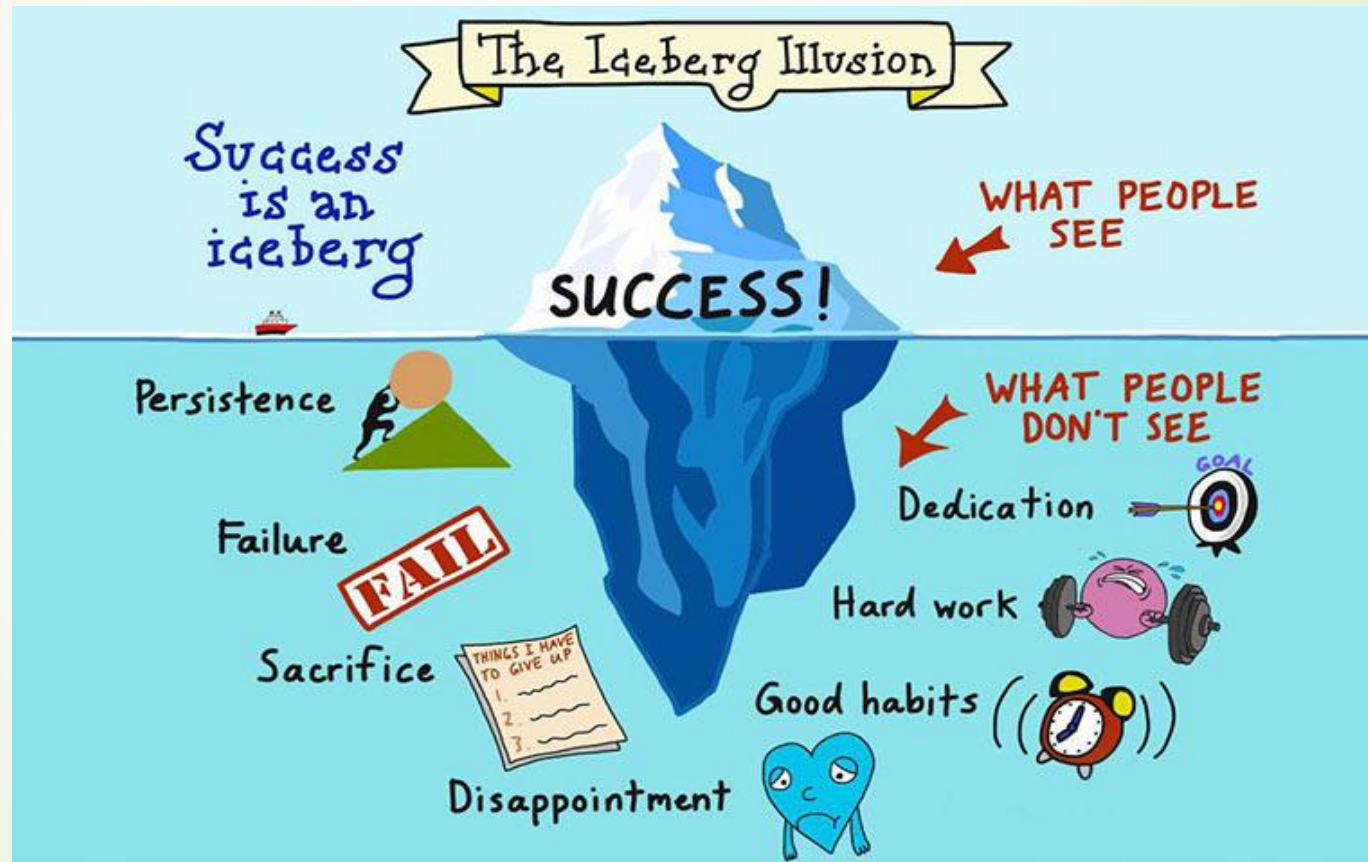 The Iceberg Illusion
Success
is an
iceberg
WHAT PEOPLE
SEE
SUCCESS!
Persistence
WHAT PEOPLE
DON'T SEE
GOAL
Dedication
Failure
FAIL
Hard work
Sacrifice
THINGS I HAVE
TO GIVE UP
1.
2.
3.
Good habits
Disappointment